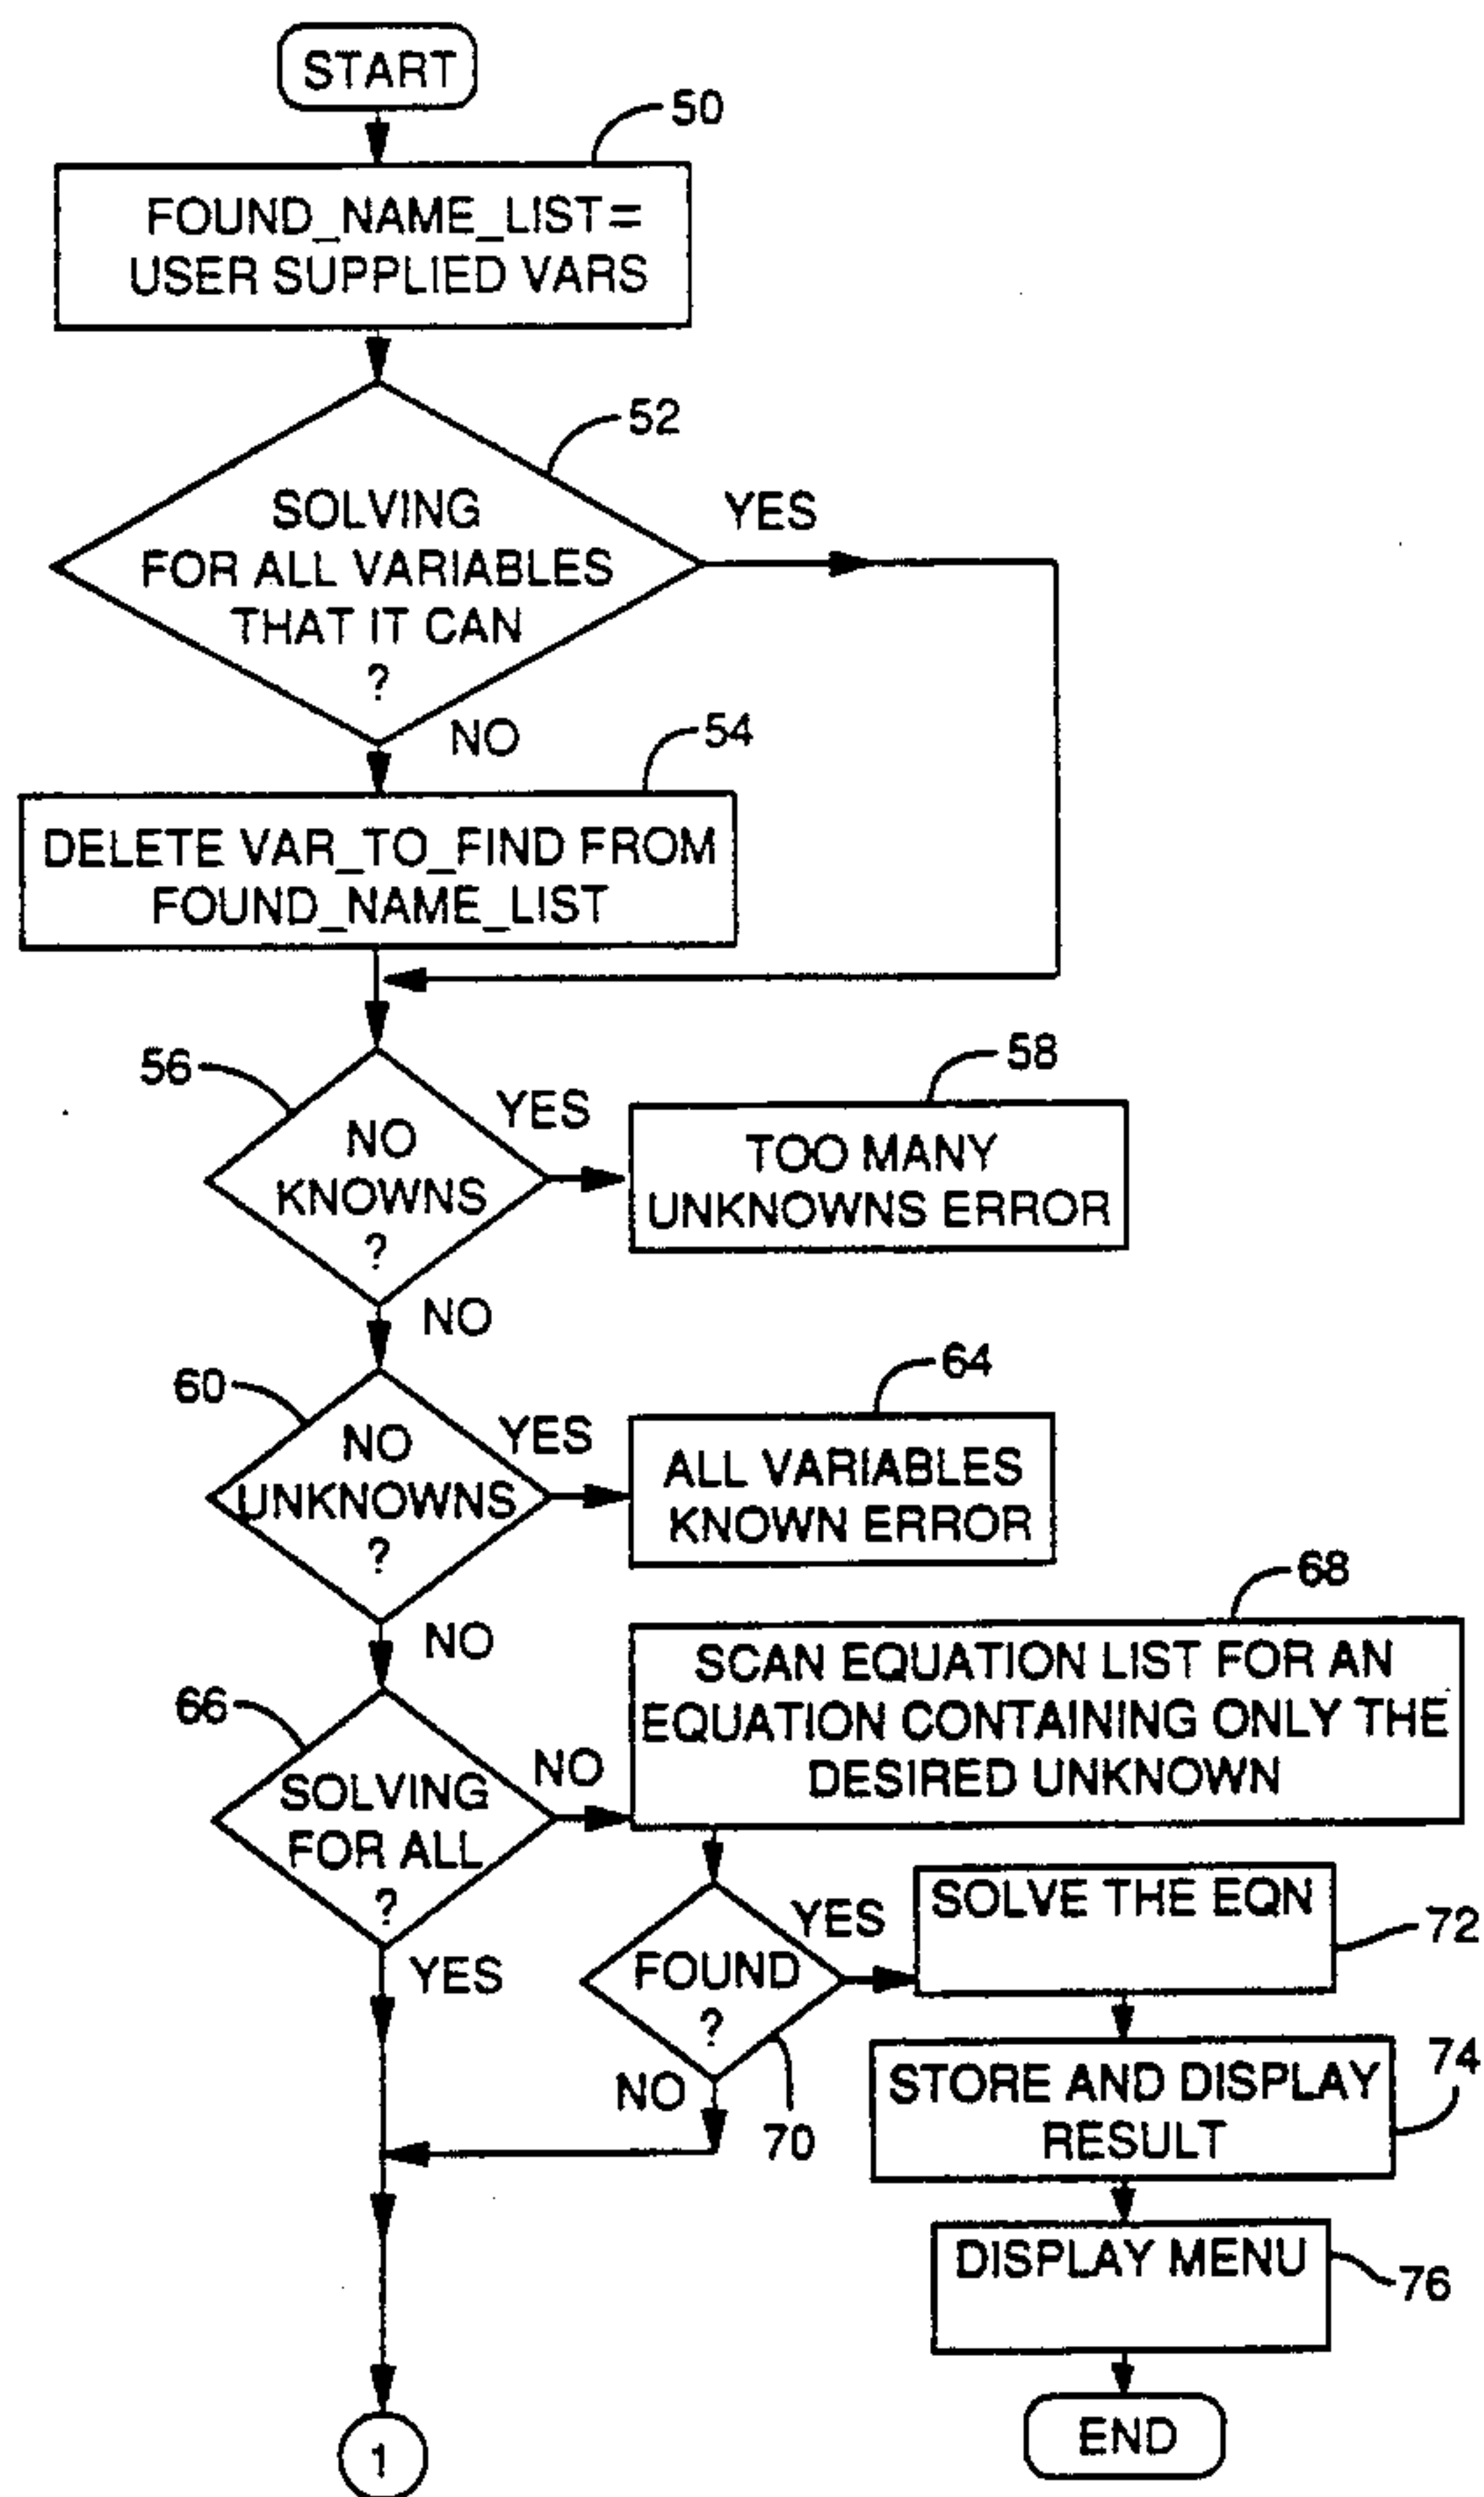 START
50
FOUND_NAME_LIST=
USER SUPPLIED VARS
52
SOLVING
FOR ALL VARIABLES
THAT IT CAN
?
YES
NO
54
DELETE VAR_TO_FIND FROM
FOUND_NAME_LIST
56
NO
KNOWNS
?
YES
58
TOO MANY
UNKNOWNS ERROR
NO
60
NO
UNKNOWNS
?
YES
64
ALL VARIABLES
KNOWN ERROR
NO
66
SOLVING
FOR ALL
?
NO
68
SCAN EQUATION LIST FOR AN
EQUATION CONTAINING ONLY THE
DESIRED UNKNOWN
YES
FOUND
?
YES
NO
70
SOLVE THE EQN
72
STORE AND DISPLAY
RESULT
74
DISPLAY MENU
76
END
1